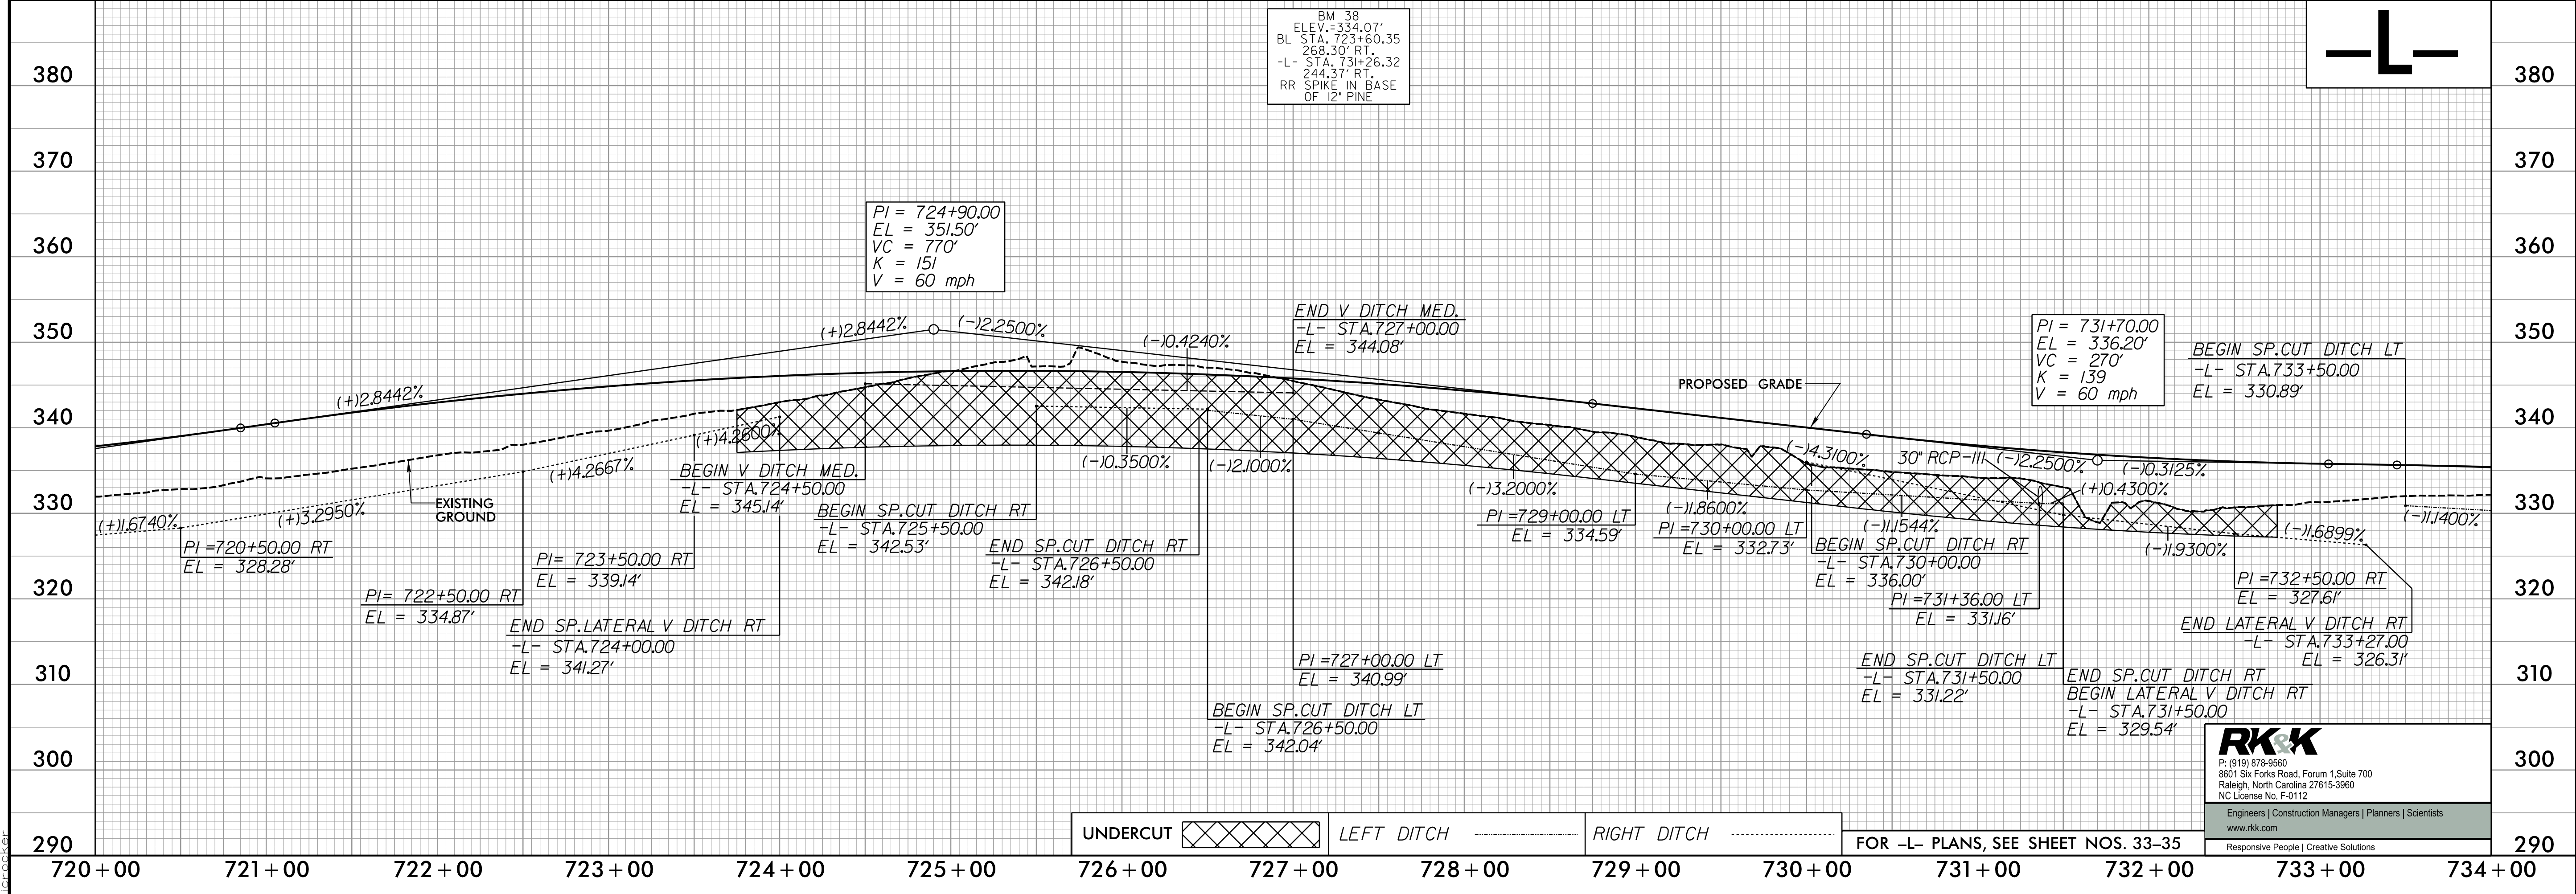 BM 38
ELEV.=334.07'
BL STA. 723+60.35
268.30' RT.
-L- STA. 731+26.32
244.37' RT.
RR SPIKE IN BASE
OF 12" PINE
—L—
380
380
370
370
360
360
350
350
340
340
330
330
320
320
310
310
300
300
290
290
PI = 724+90.00
EL = 351.50'
VC = 770'
K = 151
V = 60 mph
(+)2.8442%
(-)2.2500%
(+)2.8442%
(-)0.4240%
END V DITCH MED.
-L- STA.727+00.00
EL = 344.08'
PROPOSED GRADE
PI = 731+70.00
EL = 336.20'
VC = 270'
K = 139
V = 60 mph
BEGIN SP.CUT DITCH LT
-L- STA.733+50.00
EL = 330.89'
(+)1.6740%
(+)3.2950%
(+)4.2667%
(+)4.2600%
EXISTING
GROUND
PI =720+50.00 RT
EL = 328.28'
PI= 722+50.00 RT
EL = 334.87'
PI= 723+50.00 RT
EL = 339.14'
END SP.LATERAL V DITCH RT
-L- STA.724+00.00
EL = 341.27'
BEGIN V DITCH MED.
-L- STA.724+50.00
EL = 345.14'
BEGIN SP.CUT DITCH RT
-L- STA.725+50.00
EL = 342.53'
(-)0.3500%
END SP.CUT DITCH RT
-L- STA.726+50.00
EL = 342.18'
(-)2.1000%
BEGIN SP.CUT DITCH LT
-L- STA.726+50.00
EL = 342.04'
PI =727+00.00 LT
EL = 340.99'
(-)3.2000%
PI =729+00.00 LT
EL = 334.59'
(-)1.8600%
PI =730+00.00 LT
EL = 332.73'
(-)4.3100%
30" RCP-III
(-)2.2500%
(-)0.3125%
(+)0.4300%
(-)1.1544%
BEGIN SP.CUT DITCH RT
-L- STA.730+00.00
EL = 336.00'
PI =731+36.00 LT
EL = 331.16'
END SP.CUT DITCH LT
-L- STA.731+50.00
EL = 331.22'
END SP.CUT DITCH RT
BEGIN LATERAL V DITCH RT
-L- STA.731+50.00
EL = 329.54'
(-)1.9300%
(-)1.6899%
(-)1.1400%
PI =732+50.00 RT
EL = 327.61'
END LATERAL V DITCH RT
-L- STA.733+27.00
EL = 326.31'
UNDERCUT
LEFT DITCH
RIGHT DITCH
FOR –L– PLANS, SEE SHEET NOS. 33–35
RK&K
P: (919) 878-9560
8601 Six Forks Road, Forum 1,Suite 700
Raleigh, North Carolina 27615-3960
NC License No. F-0112
Engineers | Construction Managers | Planners | Scientists
www.rkk.com
Responsive People | Creative Solutions
720+00 721+00 722+00 723+00 724+00 725+00 726+00 727+00 728+00 729+00 730+00 731+00 732+00 733+00 734+00